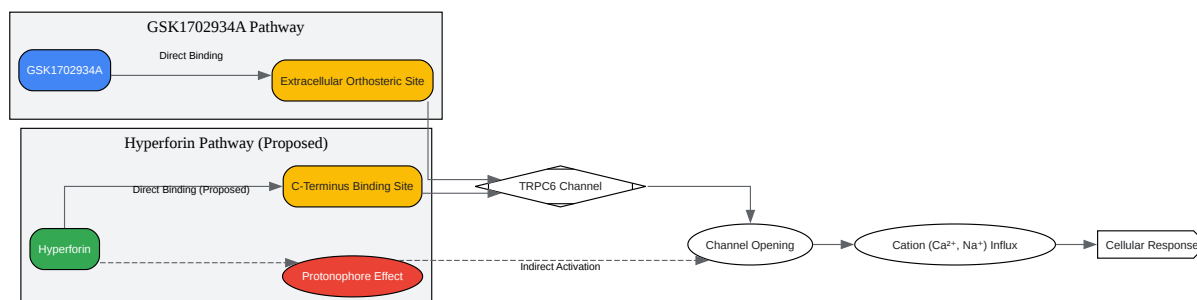 GSK1702934A Pathway
Direct Binding
GSK1702934A
Extracellular Orthosteric Site
Hyperforin Pathway (Proposed)
Direct Binding (Proposed)
C-Terminus Binding Site
TRPC6 Channel
Hyperforin
Channel Opening
Cation (Ca²⁺, Na⁺) Influx
Cellular Response
Protonophore Effect
Indirect Activation